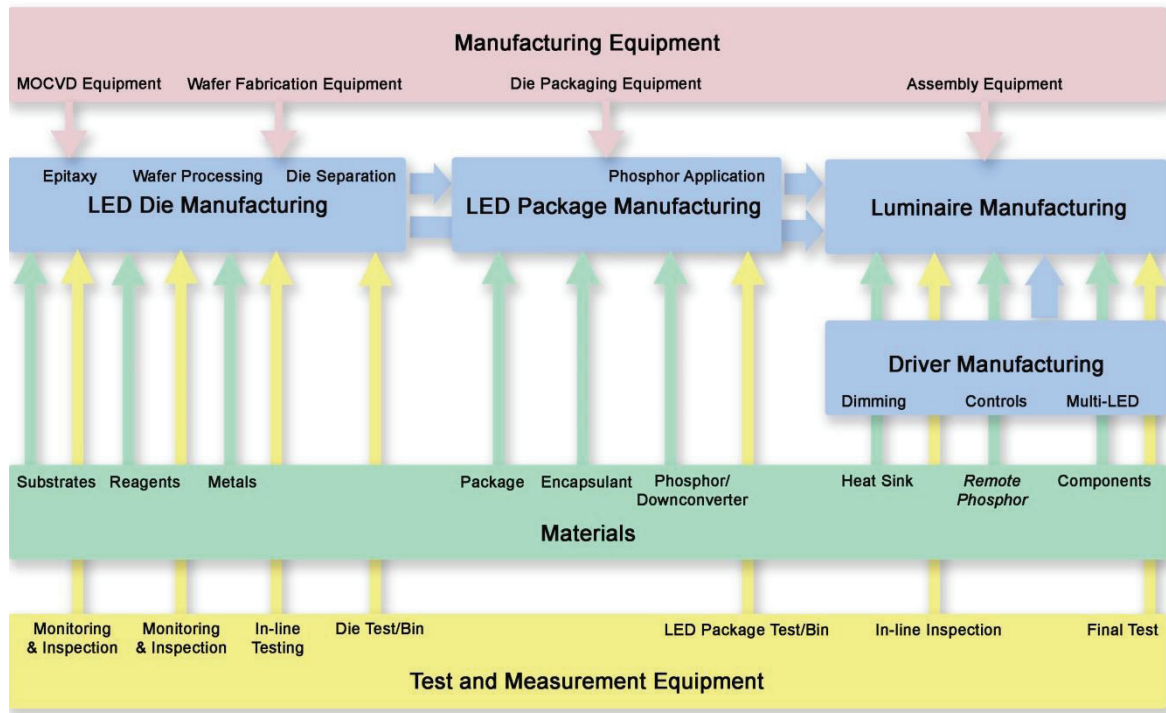 Manufacturing Equipment
MOCVD Equipment Wafer Fabrication Equipment Die Packaging Equipment Assembly Equipment
Epitaxy Wafer Processing Die Separation Phosphor Application
LED Die Manufacturing LED Package Manufacturing Luminaire Manufacturing
Driver Manufacturing
Dimming Controls Multi-LED
Substrates Reagents Metals Package Encapsulant Phosphor/ Heat Sink Remote Components
Downconverter Phosphor
Materials
Monitoring Monitoring In-line Die Test/Bin LED Package Test/Bin In-line Inspection Final Test
& Inspection & Inspection Testing
Test and Measurement Equipment